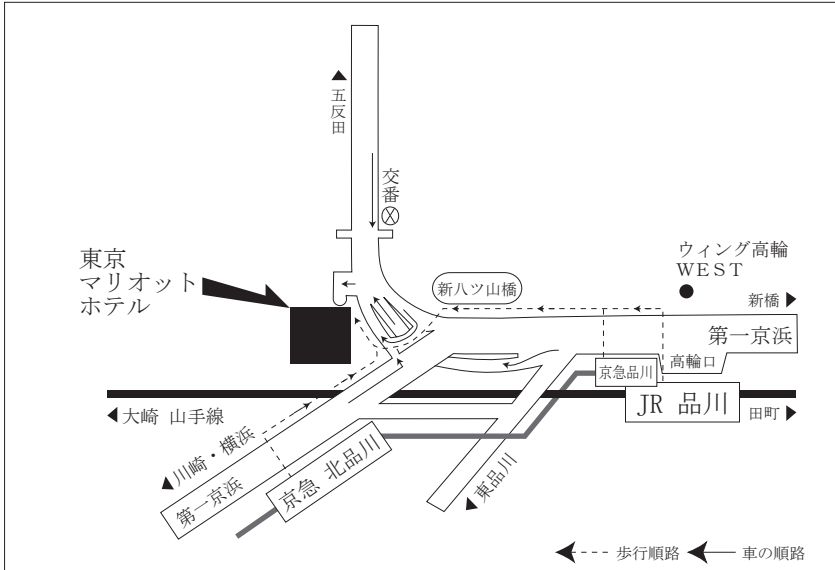 五反田
交番
東京
マリオット
ホテル
新八ツ山橋
ウィング高輪
WEST
新橋
第一京浜
高輪口
京急品川
JR 品川
田町
大崎 山手線
川崎・横浜
第一京浜
京急 北品川
東品川
歩行順路
車の順路